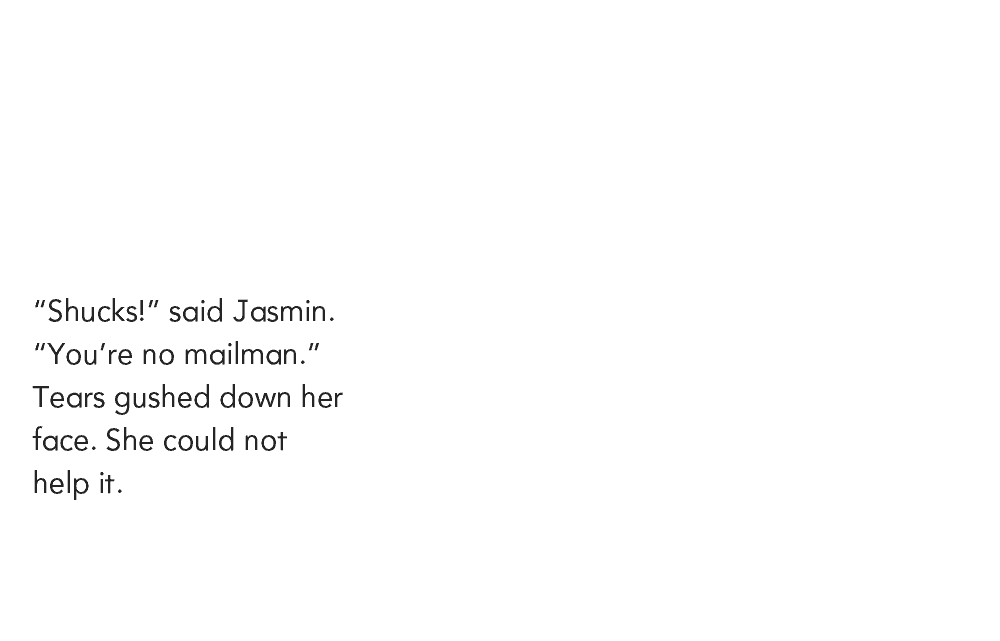 “Shucks!” said Jasmin.
“You’re no mailman.”
Tears gushed down her
face. She could not
help it.